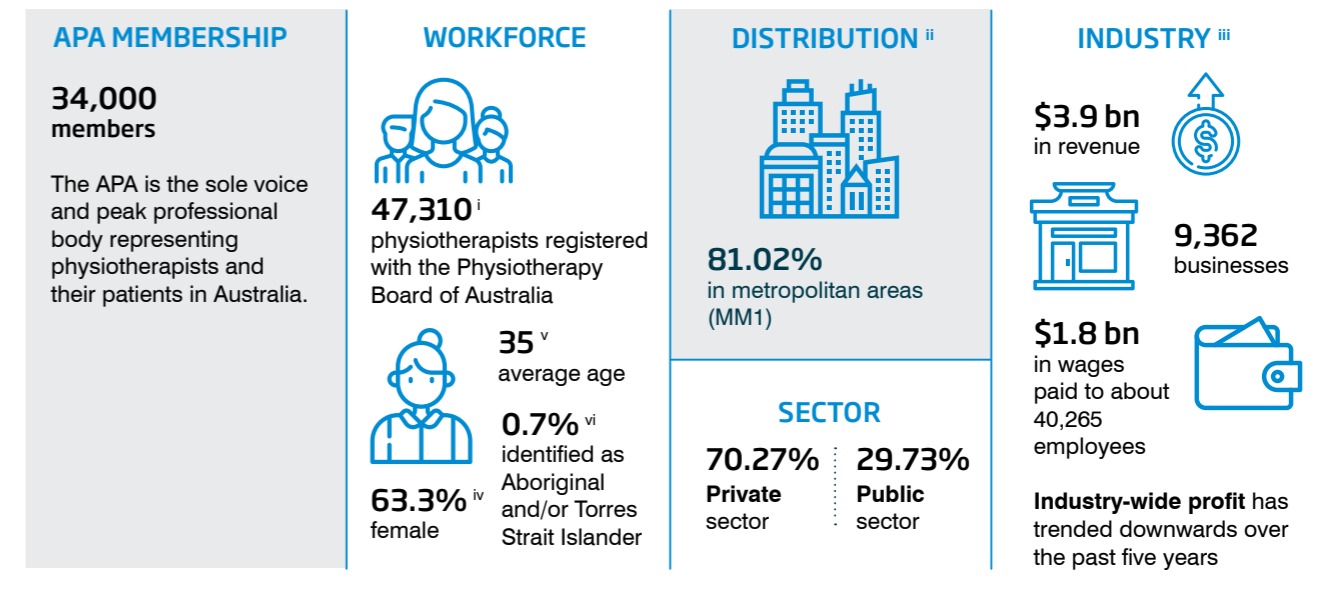 APA MEMBERSHIP
34,000
members
The APA is the sole voice
and peak professional
body representing
physiotherapists and
their patients in Australia.
WORKFORCE
47,310 i
physiotherapists registered
with the Physiotherapy
Board of Australia
35 v
average age
0.7% vi
identified as
Aboriginal
and/or Torres
Strait Islander
63.3% iv
female
DISTRIBUTION ii
81.02%
in metropolitan areas
(MM1)
SECTOR
70.27%
Private
sector
29.73%
Public
sector
INDUSTRY iii
$3.9 bn
in revenue
$
9,362
businesses
$1.8 bn
in wages
paid to about
40,265
employees
Industry-wide profit has
trended downwards over
the past five years